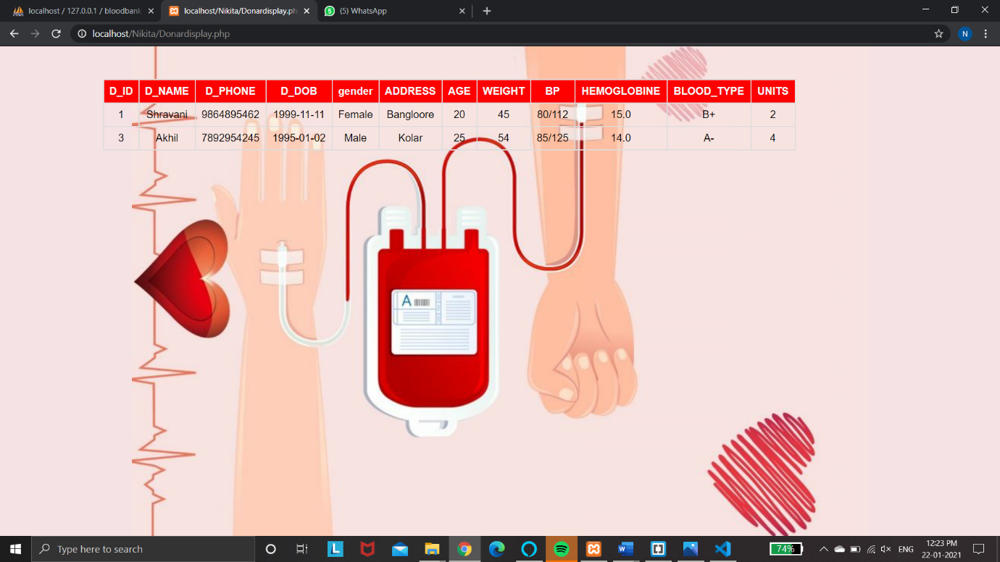 localhost / 127.0.0.1 / bloodbank
localhost/Nikita/Donardisplay.ph
(5) WhatsApp
localhost/Nikita/Donardisplay.php
N
D_ID D_NAME D_PHONE D_DOB gender ADDRESS AGE WEIGHT BP HEMOGLOBINE BLOOD_TYPE UNITS
1 Shravani 9864895462 1999-11-11 Female Bangloore 20 45 80/112 15.0 B+ 2
3 Akhil 7892954245 1995-01-02 Male Kolar 25 54 85/125 14.0 A- 4
A
Type here to search
L
74%
ENG
12:23 PM
22-01-2021